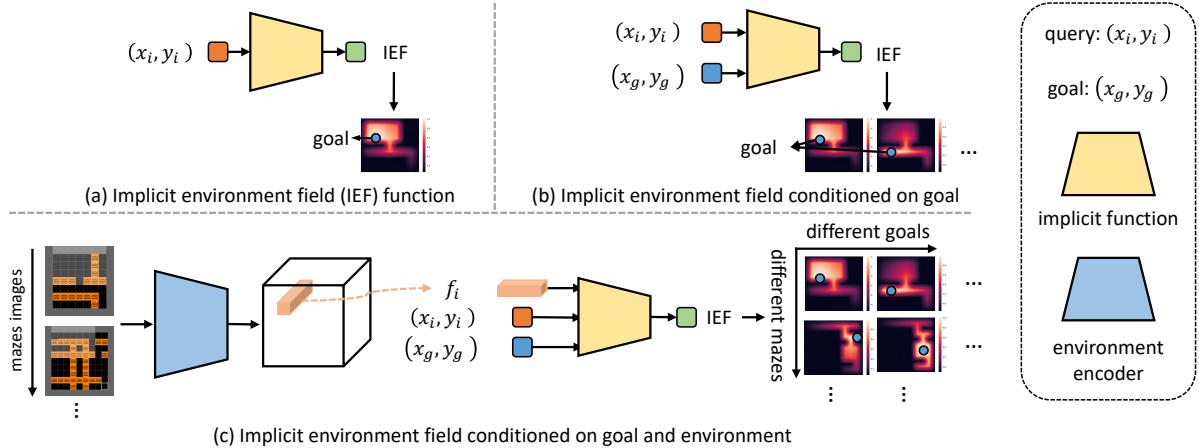 (x_i, y_i)
IEF
goal
(a) Implicit environment field (IEF) function
(x_i, y_i)
(x_g, y_g)
IEF
goal
...
(b) Implicit environment field conditioned on goal
query: (x_i, y_i)
goal: (x_g, y_g)
implicit function
environment
encoder
mazes images
...
f_i
(x_i, y_i)
(x_g, y_g)
IEF
different goals
different mazes
...
...
...
...
(c) Implicit environment field conditioned on goal and environment